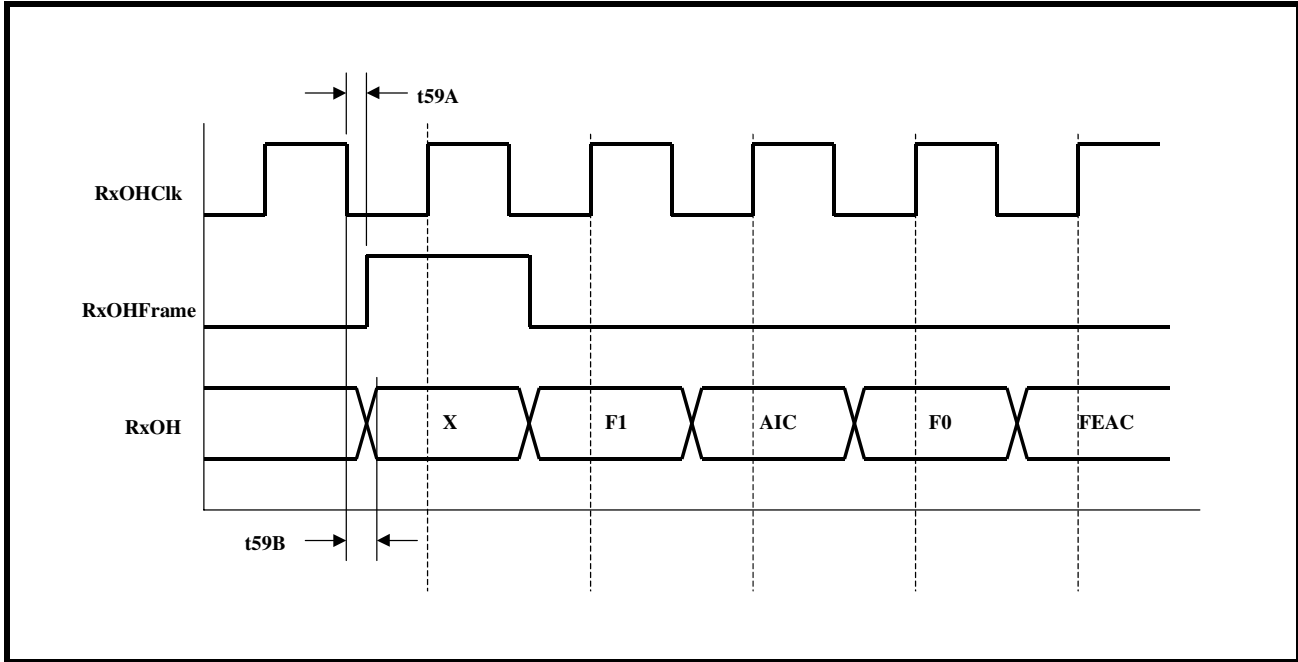 t59A
RxOHClk
RxOHFrame
RxOH
X
F1
AIC
F0
FEAC
t59B